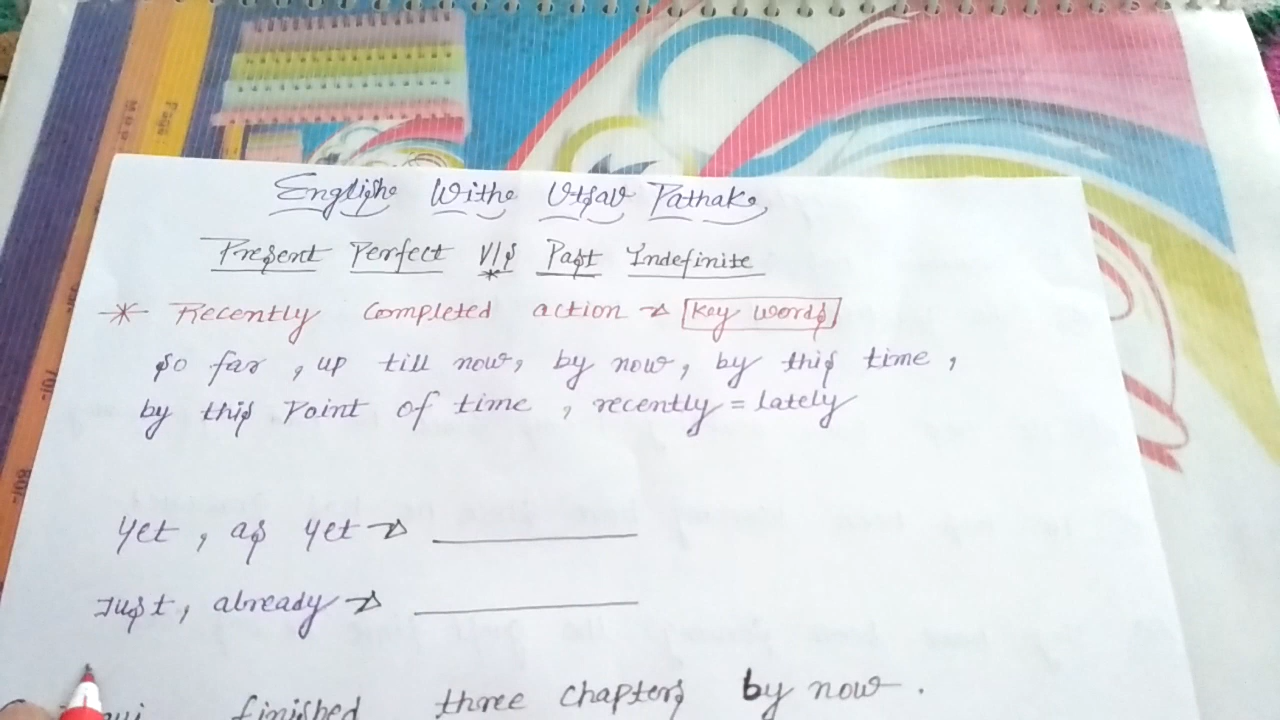 English With Utsav Pathak
Present Perfect V/s Past Indefinite
* Recently Completed action → Key words
so far , up till now, by now, by this time ,
by this Point of time , recently = lately
Yet , as yet → ________
Just, already → ________
finished three chapters by now .